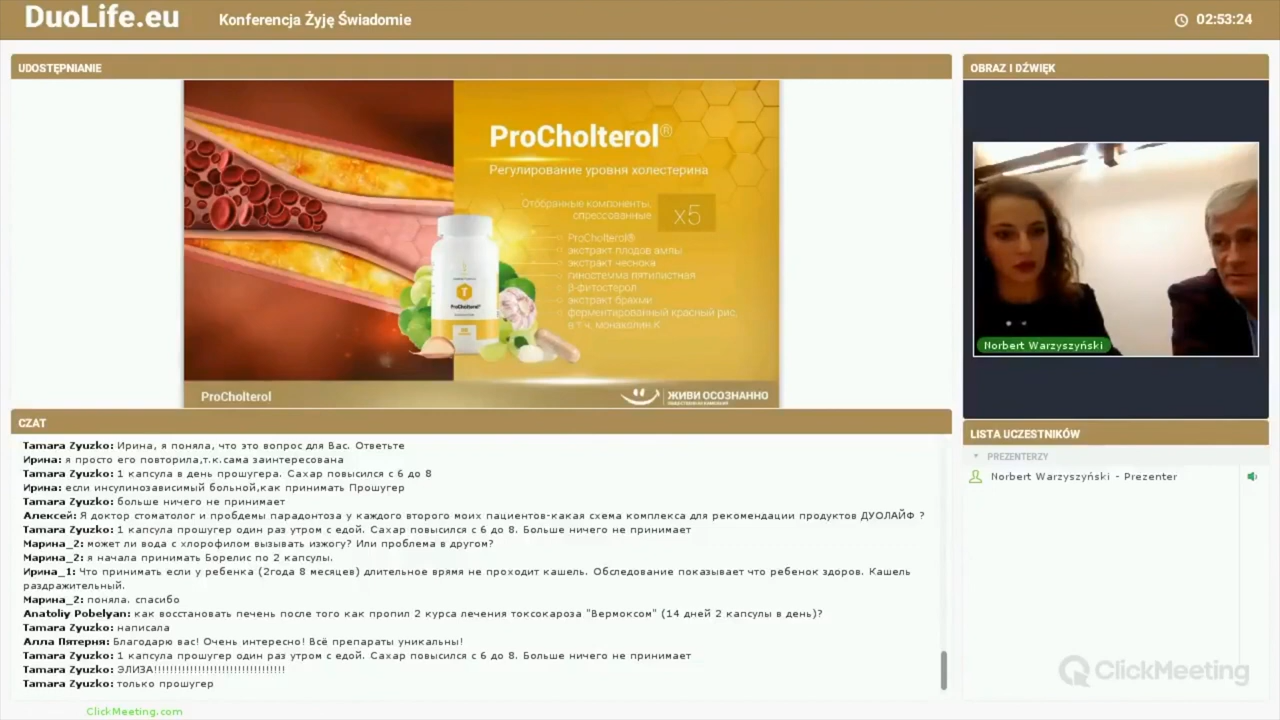 DuoLife.eu
Konferencja Żyję Świadomie
02:53:24
UDOSTĘPNIANIE
OBRAZ I DŹWIĘK
ProCholterol®
Регулирование уровня холестерина
Отобранные компоненты,
спрессованные
x5
ProCholterol®
экстракт плодов амлы
экстракт чеснока
гиностемма пятилистная
β-фитостерол
экстракт брахми
ферментированный красный рис,
в т.ч. монаколин К
T
ProCholterol®
ProCholterol
ЖИВИ ОСОЗНАННО
Norbert Warzyszyński
CZAT
Tamara Zyuzko: Ирина, я поняла, что это вопрос для Вас. Ответьте
Ирина: я просто его повторила,т.к.сама заинтересована
Tamara Zyuzko: 1 капсула в день прошугера. Сахар повысился с 6 до 8
Ирина: если инсулинозависимый больной,как принимать Прошугер
Tamara Zyuzko: больше ничего не принимает
Алексей: Я доктор стоматолог и пробдемы парадонтоза у каждого второго моих пациентов-какая схема комплекса для рекомендации продуктов ДУОЛАЙФ ?
Tamara Zyuzko: 1 капсула прошугер один раз утром с едой. Сахар повысился с 6 до 8. Больше ничего не принимает
Марина_2: может ли вода с хлорофилом вызывать изжогу? Или проблема в другом?
Марина_2: я начала принимать Борелис по 2 капсулы.
Ирина_1: Что принимать если у ребенка (2года 8 месяцев) длительное врямя не проходит кашель. Обследование показывает что ребенок здоров. Кашель
раздражительный.
Марина_2: поняла. спасибо
Anatoliy Pobelyan: как восстановать печень после того как пропил 2 курса лечения токсокароза "Вермоксом" (14 дней 2 капсулы в день)?
Tamara Zyuzko: написала
Алла Пятерня: Благодарю вас! Очень интересно! Всё препараты уникальны!
Tamara Zyuzko: 1 капсула прошугер один раз утром с едой. Сахар повысился с 6 до 8. Больше ничего не принимает
Tamara Zyuzko: ЭЛИЗА!!!!!!!!!!!!!!!!!!!!!!!!!!!!!!!!!
Tamara Zyuzko: только прошугер
LISTA UCZESTNIKÓW
PREZENTERZY
Norbert Warzyszyński - Prezenter
ClickMeeting
ClickMeeting.com